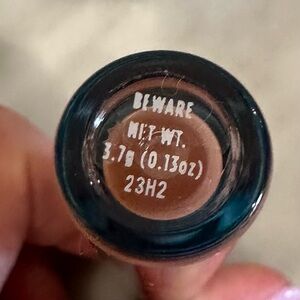 BEWARE
NET WT.
3.7g (0.13oz)
23H2